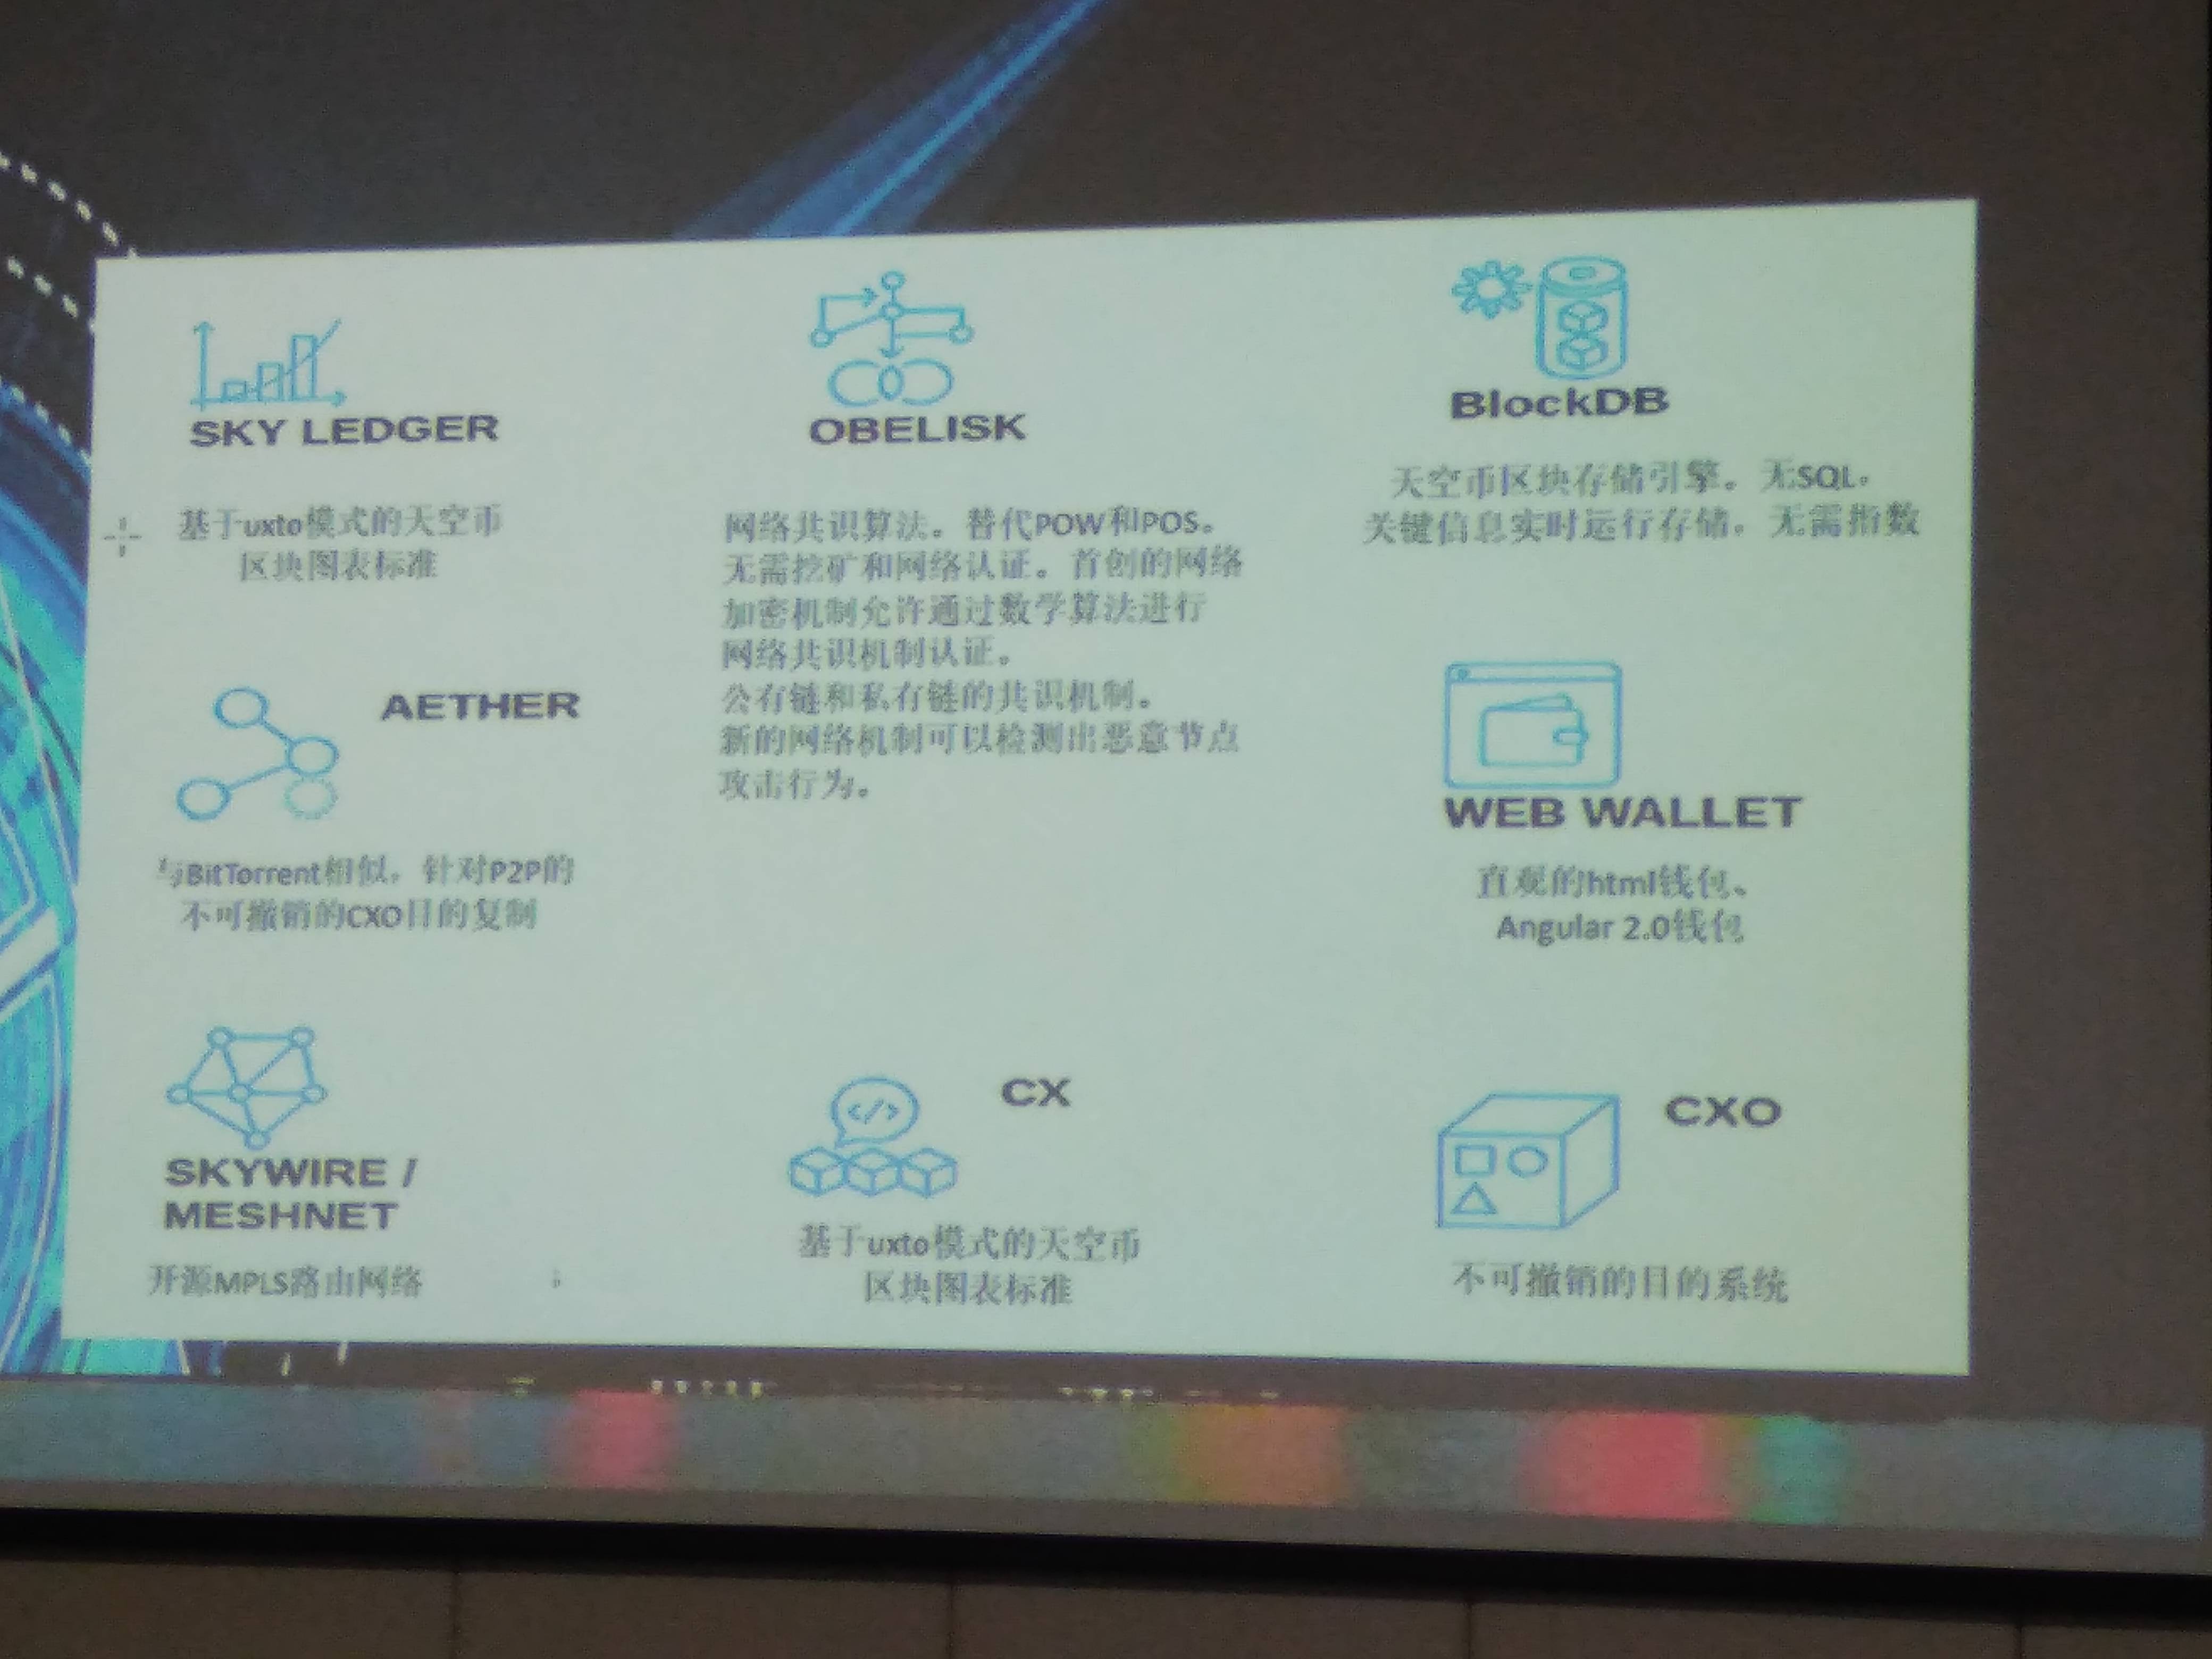 SKY LEDGER
基于uxto模式的天空币
区块图表标准
OBELISK
网络共识算法。替代POW和POS。
无需挖矿和网络认证。首创的网络
加密机制允许通过数学算法进行
网络共识机制认证。
公有链和私有链的共识机制。
新的网络机制可以检测出恶意节点
攻击行为。
BlockDB
天空币区块存储引擎。无SQL。
关键信息实时运行存储，无需指数
AETHER
与BitTorrent相似，针对P2P的
不可撤销的CXO目的复制
WEB WALLET
直观的html钱包、
Angular 2.0钱包
SKYWIRE /
MESHNET
开源MPLS路由网络
</>
CX
基于uxto模式的天空币
区块图表标准
CXO
不可撤销的目的系统